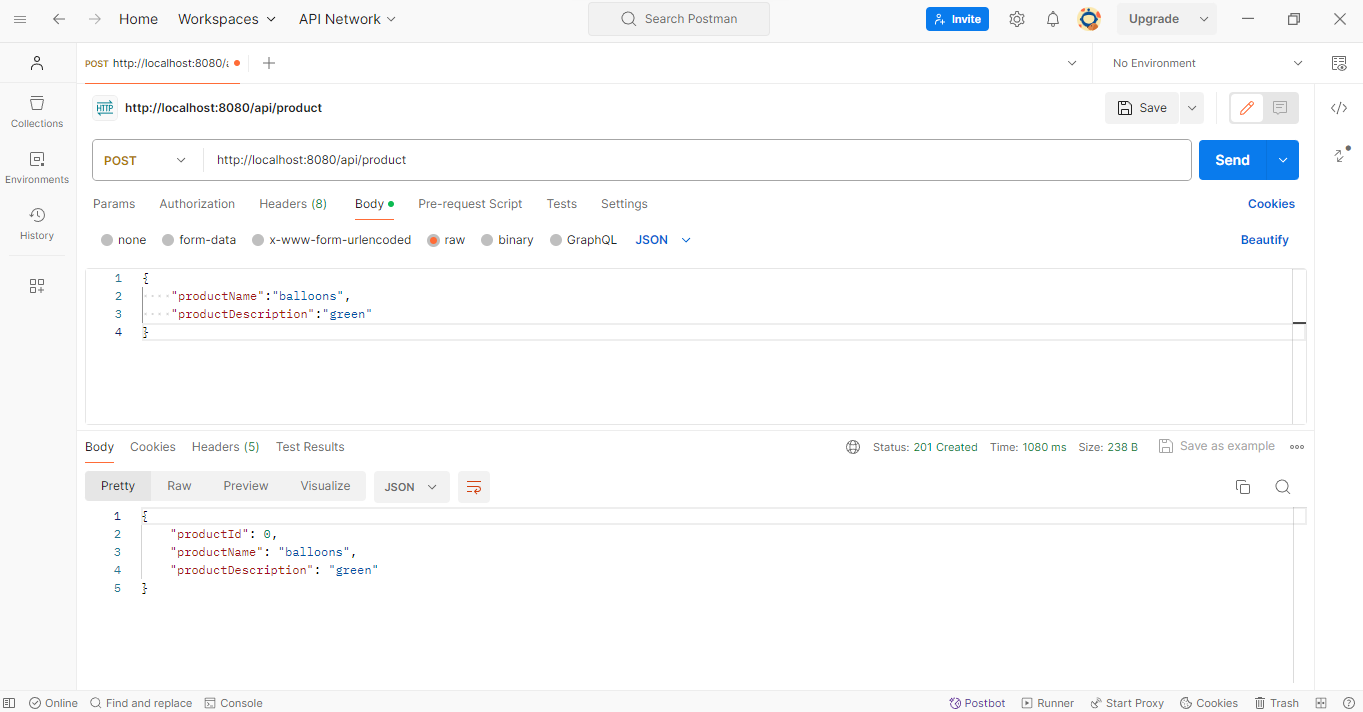 Home Workspaces API Network Search Postman Invite Upgrade
POST http://localhost:8080/a No Environment
HTTP http://localhost:8080/api/product Save
Collections
POST http://localhost:8080/api/product Send
Environments
Params Authorization Headers (8) Body Pre-request Script Tests Settings Cookies
History
none form-data x-www-form-urlencoded raw binary GraphQL JSON Beautify
1 {
2 "productName":"balloons",
3 "productDescription":"green"
4 }
Body Cookies Headers (5) Test Results Status: 201 Created Time: 1080 ms Size: 238 B Save as example
Pretty Raw Preview Visualize JSON
1 {
2 "productId": 0,
3 "productName": "balloons",
4 "productDescription": "green"
5 }
Online Find and replace Console Postbot Runner Start Proxy Cookies Trash